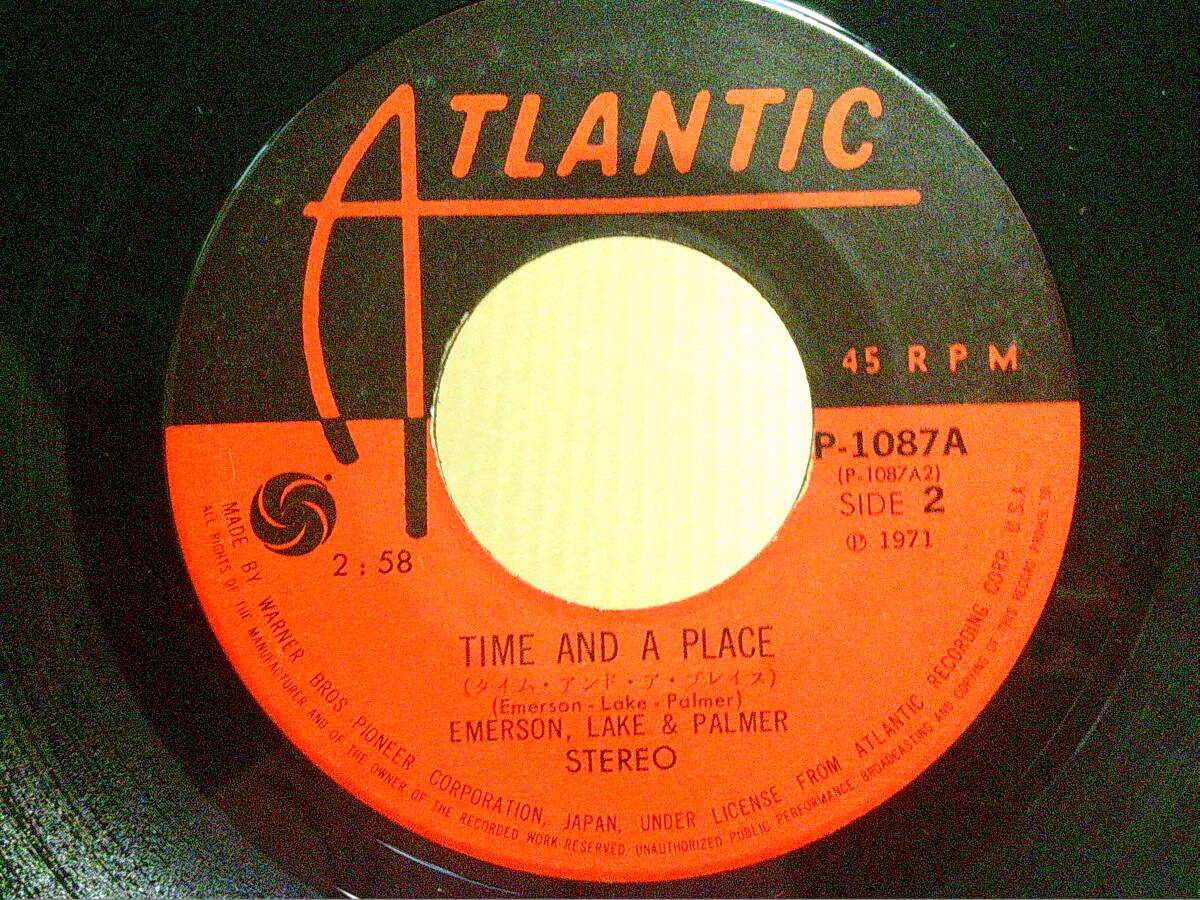 ATLANTIC
45 RPM
P-1087A
(P-1087A2)
SIDE 2
Ⓟ 1971
2:58
TIME AND A PLACE
(タイム・アンド・ア・プレイス)
(Emerson-Lake-Palmer)
EMERSON, LAKE & PALMER
STEREO
MADE BY WARNER BROS. PIONEER CORPORATION, JAPAN, UNDER LICENSE FROM ATLANTIC RECORDING CORP. U.S.A.
ALL RIGHTS OF THE MANUFACTURER AND OF THE OWNER OF THE RECORDED WORK RESERVED UNAUTHORIZED PUBLIC PERFORMANCE BROADCASTING AND COPYING OF THIS RECORD